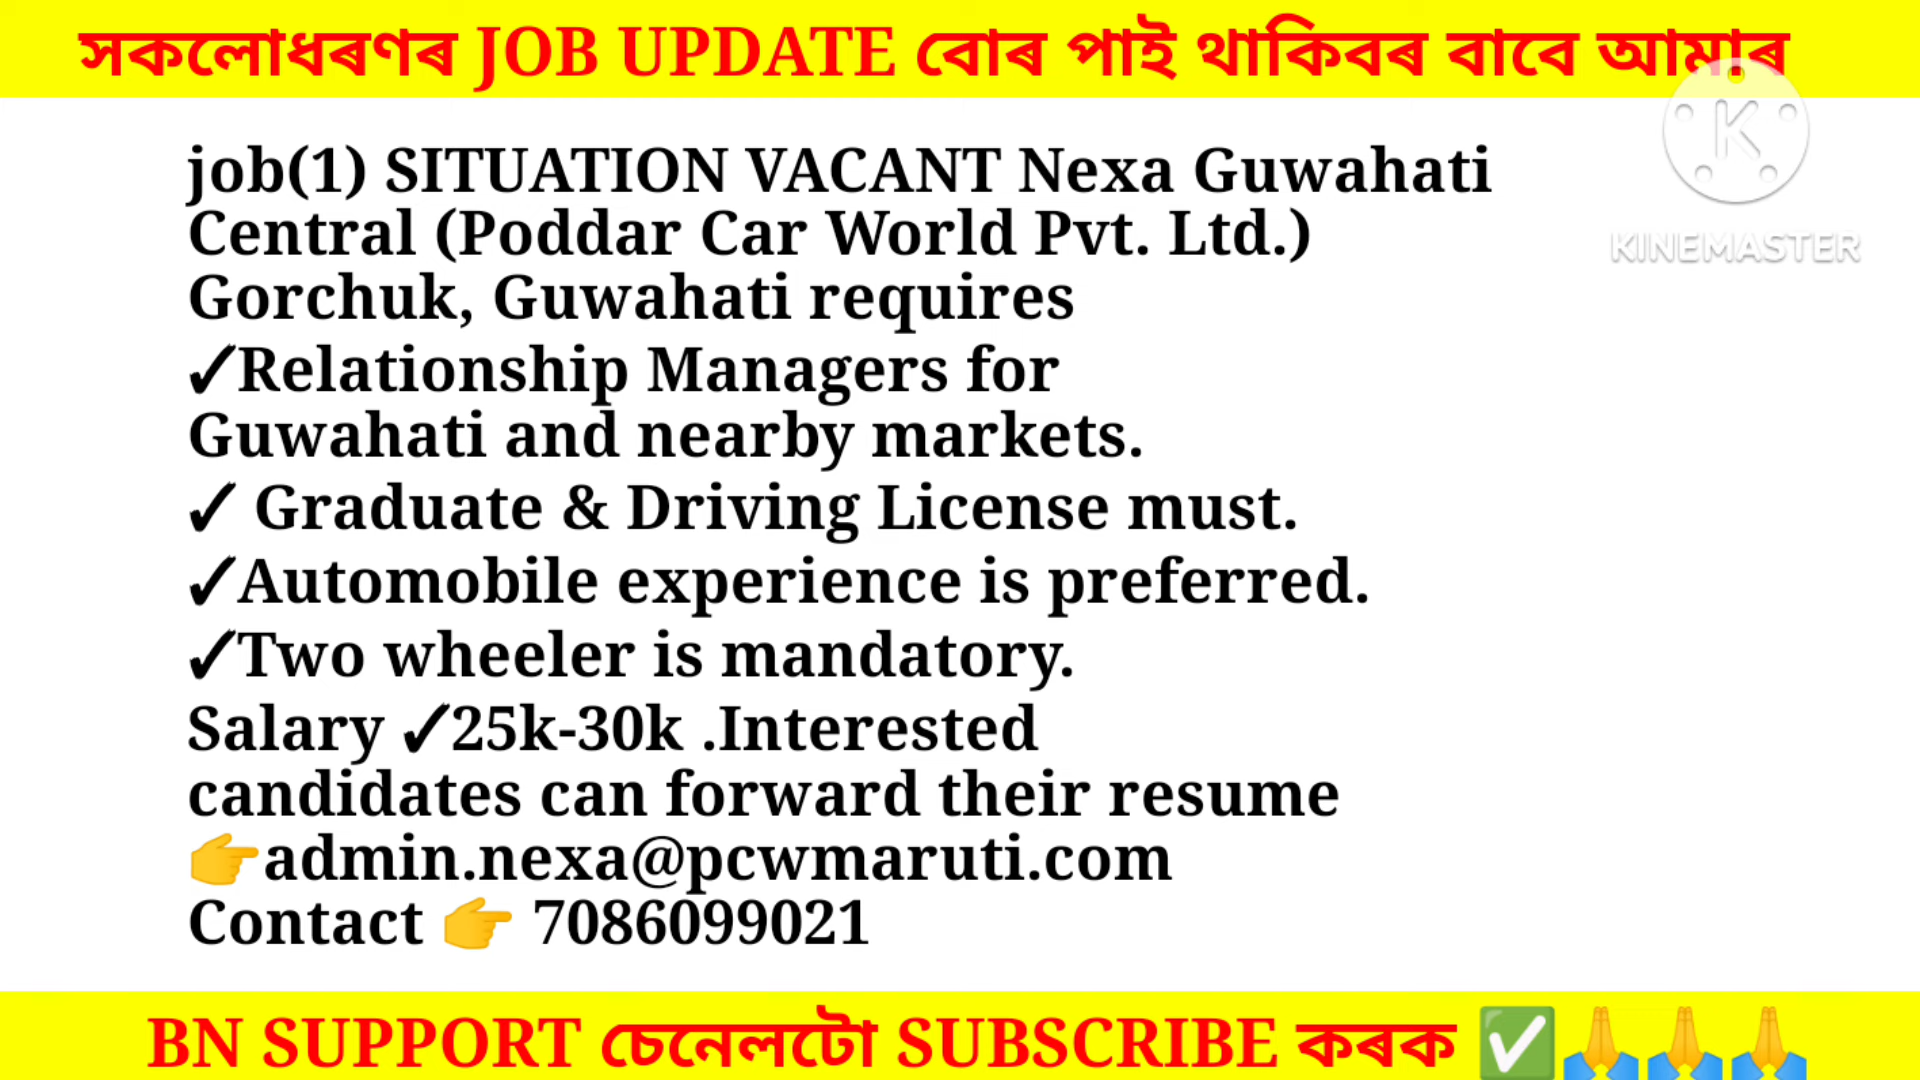 সকলোধৰণৰ JOB UPDATE বোৰ পাই থাকিবৰ বাবে আমাৰ
job(1) SITUATION VACANT Nexa Guwahati
Central (Poddar Car World Pvt. Ltd.)
Gorchuk, Guwahati requires
✓Relationship Managers for
Guwahati and nearby markets.
✓ Graduate & Driving License must.
✓Automobile experience is preferred.
✓Two wheeler is mandatory.
Salary ✓25k-30k .Interested
candidates can forward their resume
👉admin.nexa@pcwmaruti.com
Contact 👉 7086099021
BN SUPPORT চেনেলটো SUBSCRIBE কৰক ✅🙏🙏🙏
K
KINEMASTER